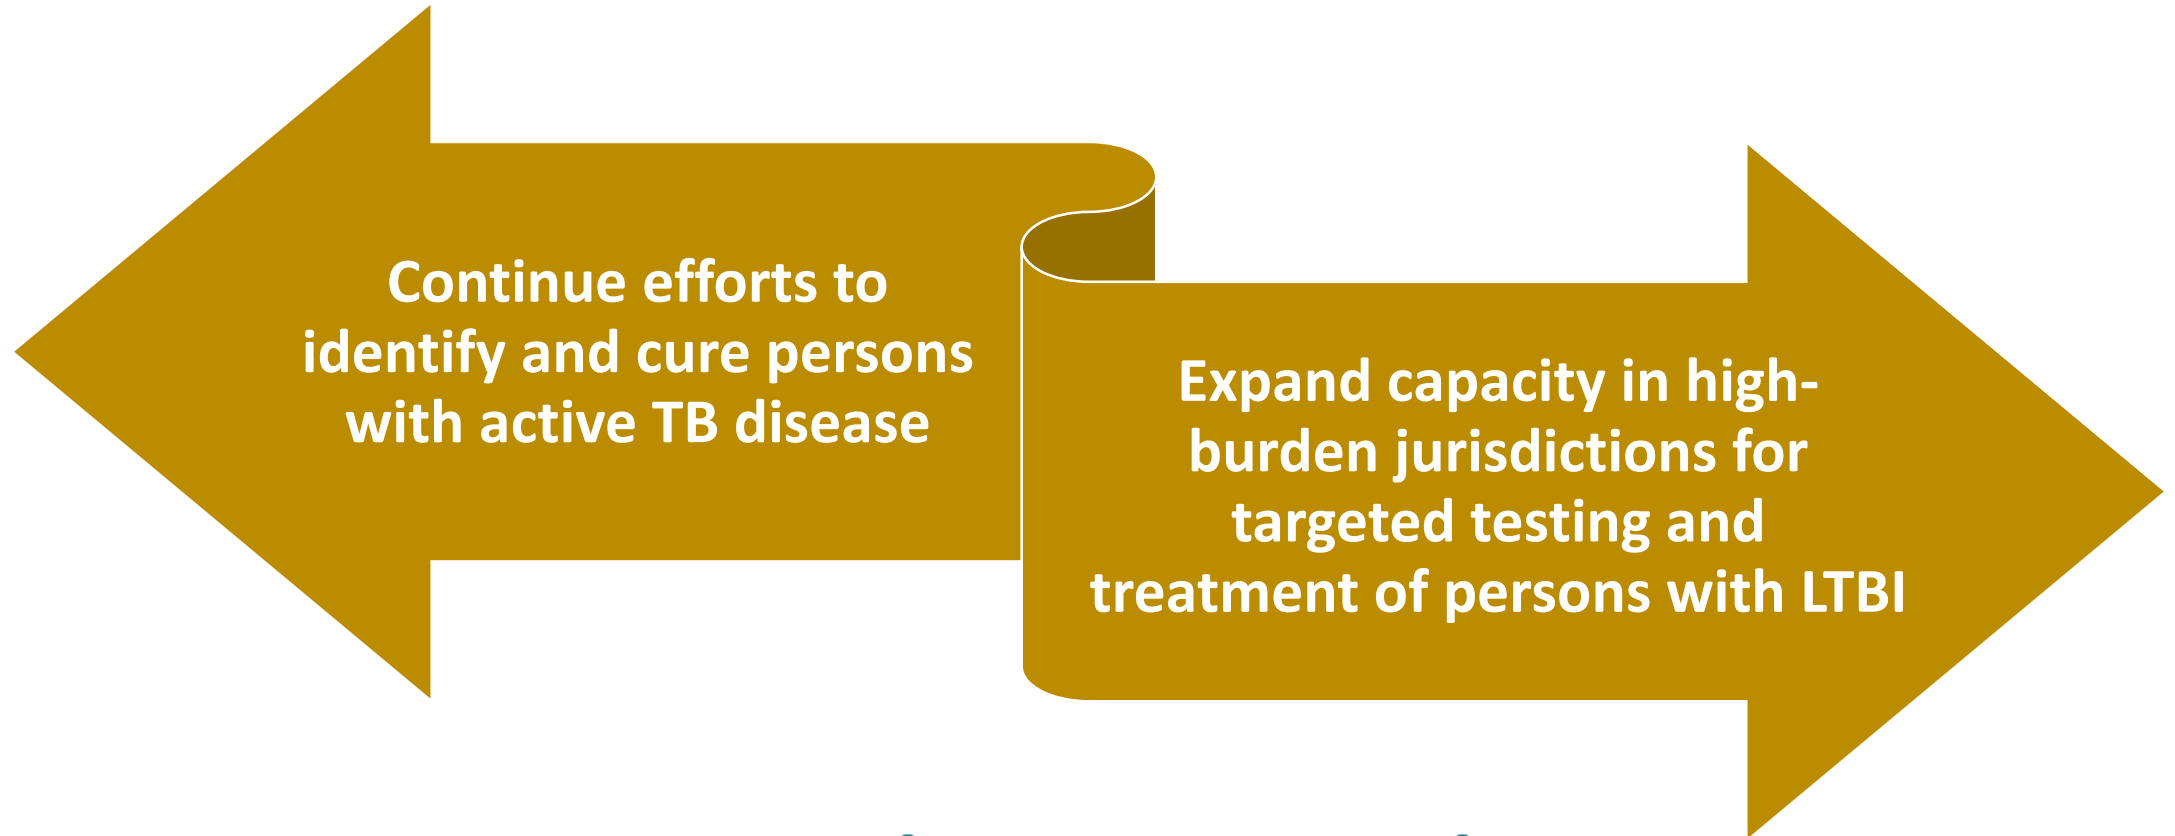 Continue efforts to
identify and cure persons
with active TB disease
Expand capacity in high-
burden jurisdictions for
targeted testing and
treatment of persons with LTBI